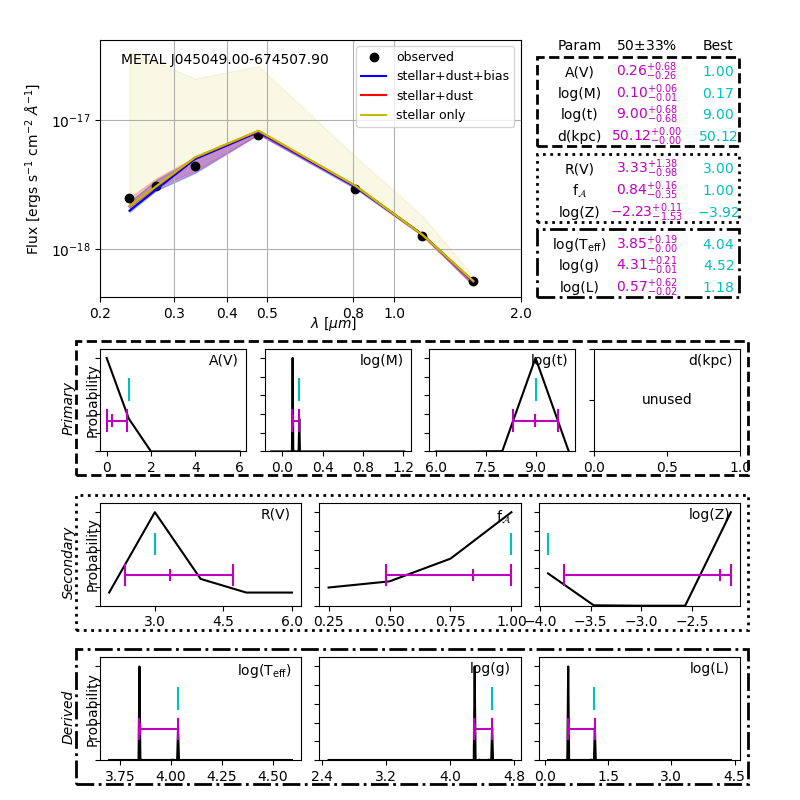 METAL J045049.00-674507.90
observed
stellar+dust+bias
stellar+dust
stellar only
Flux [ergs s⁻¹ cm⁻² Å⁻¹]
10⁻¹⁷
10⁻¹⁸
0.2 0.3 0.4 0.5 0.8 1.0 2.0
λ [μm]
Param 50±33% Best
A(V) 0.26 +0.68 −0.26 1.00
log(M) 0.10 +0.06 −0.01 0.17
log(t) 9.00 +0.68 −0.68 9.00
d(kpc) 50.12 +0.00 −0.00 50.12
R(V) 3.33 +1.38 −0.98 3.00
f𝒜 0.84 +0.16 −0.35 1.00
log(Z) −2.23 +0.11 −1.53 −3.92
log(Teff) 3.85 +0.19 −0.00 4.04
log(g) 4.31 +0.21 −0.01 4.52
log(L) 0.57 +0.62 −0.02 1.18
Primary
Probability
A(V) log(M) log(t) d(kpc)
unused
0 2 4 6 0.0 0.4 0.8 1.2 6.0 7.5 9.0 0.0 0.5 1.0
Secondary
Probability
R(V) f𝒜 log(Z)
3.0 4.5 6.0 0.25 0.50 0.75 1.00 −4.0 −3.5 −3.0 −2.5
Derived
Probability
log(Teff) log(g) log(L)
3.75 4.00 4.25 4.50 2.4 3.2 4.0 4.8 0.0 1.5 3.0 4.5